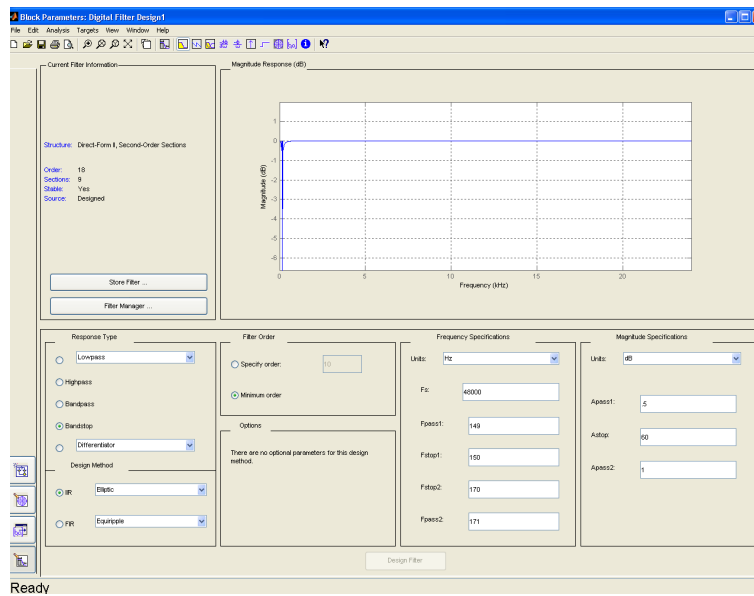 Block Parameters: Digital Filter Design1
File Edit Analysis Targets View Window Help
Current Filter Information
Structure: Direct-Form II, Second-Order Sections
Order: 18
Sections: 9
Stable: Yes
Source: Designed
Store Filter ...
Filter Manager ...
Magnitude Response (dB)
Magnitude (dB)
1
0
-1
-2
-3
-4
-5
-6
0 5 10 15 20
Frequency (kHz)
Response Type
Lowpass
Highpass
Bandpass
Bandstop
Differentiator
Design Method
IIR Elliptic
FIR Equiripple
Filter Order
Specify order: 10
Minimum order
Options
There are no optional parameters for this design
method.
Frequency Specifications
Units: Hz
Fs: 48000
Fpass1: 149
Fstop1: 150
Fstop2: 170
Fpass2: 171
Magnitude Specifications
Units: dB
Apass1: .5
Astop: 60
Apass2: 1
Design Filter
Ready